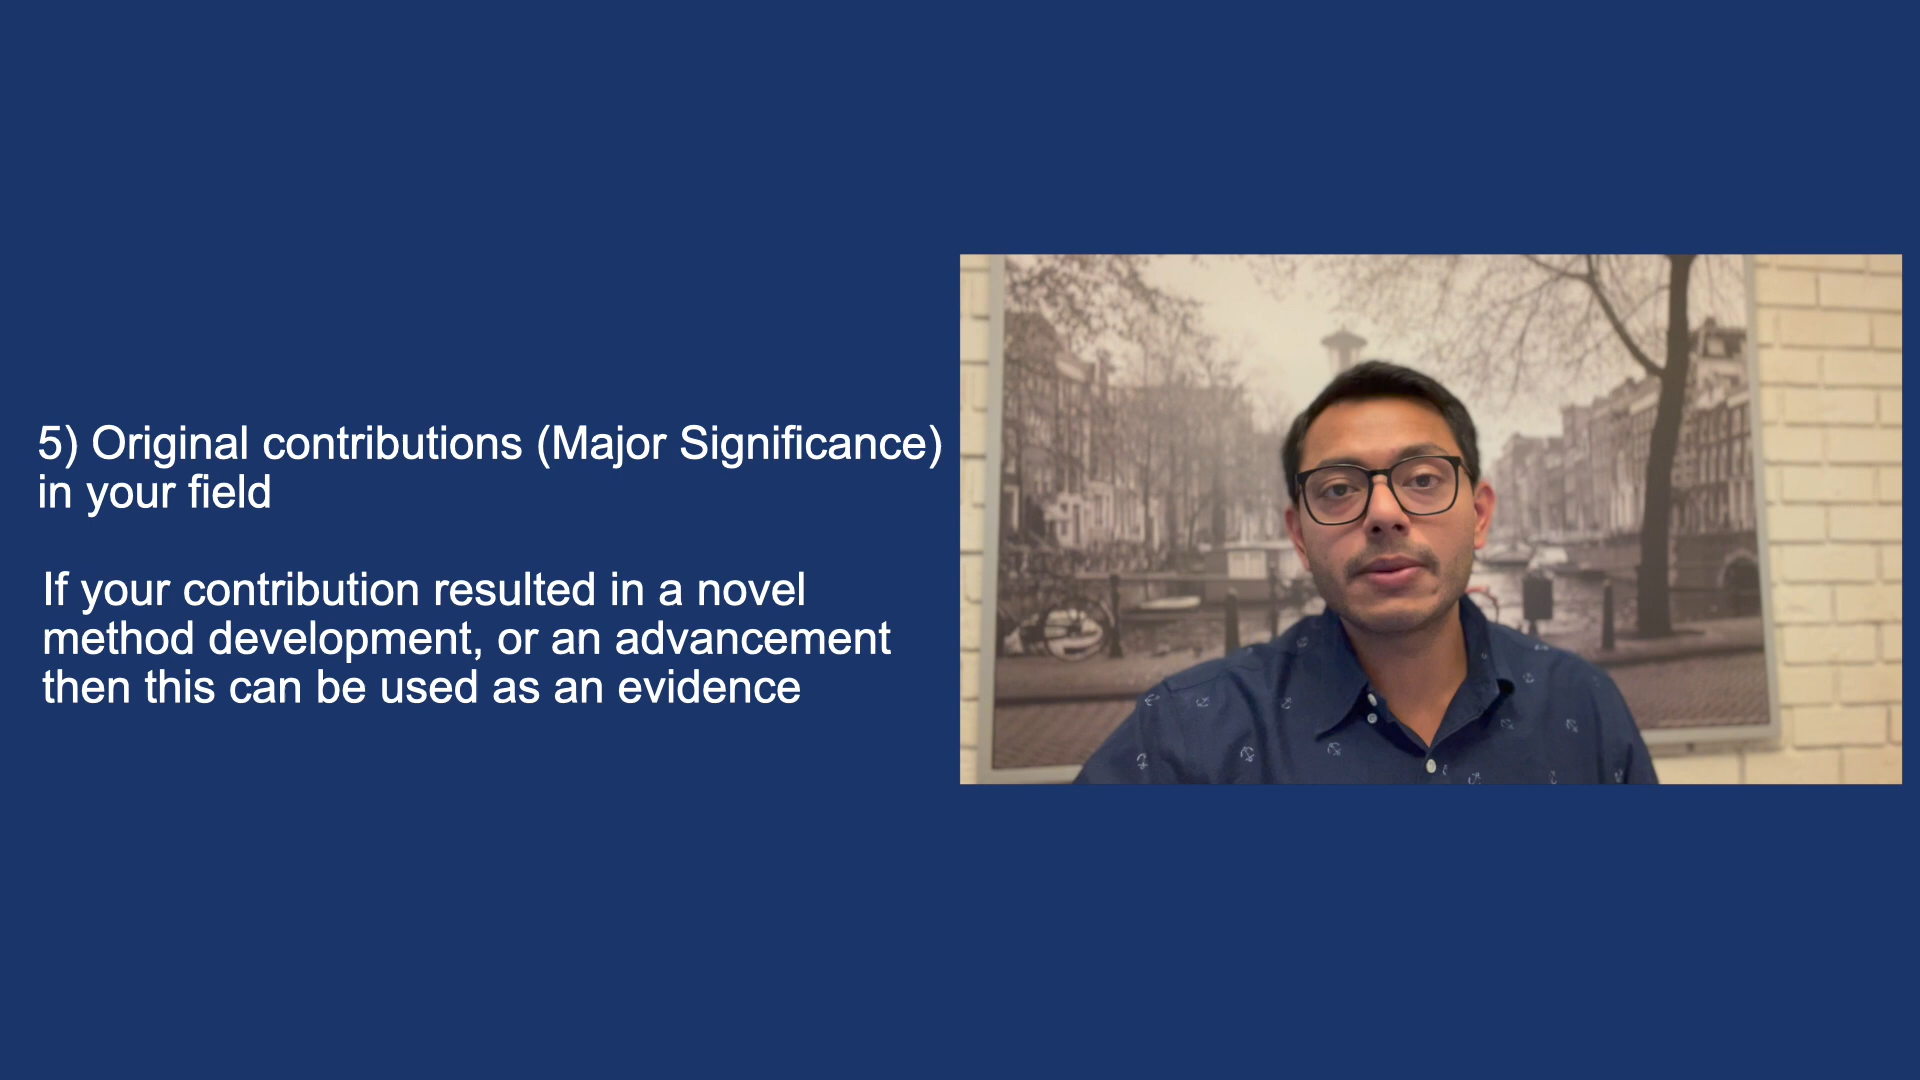 5) Original contributions (Major Significance)
in your field
If your contribution resulted in a novel
method development, or an advancement
then this can be used as an evidence